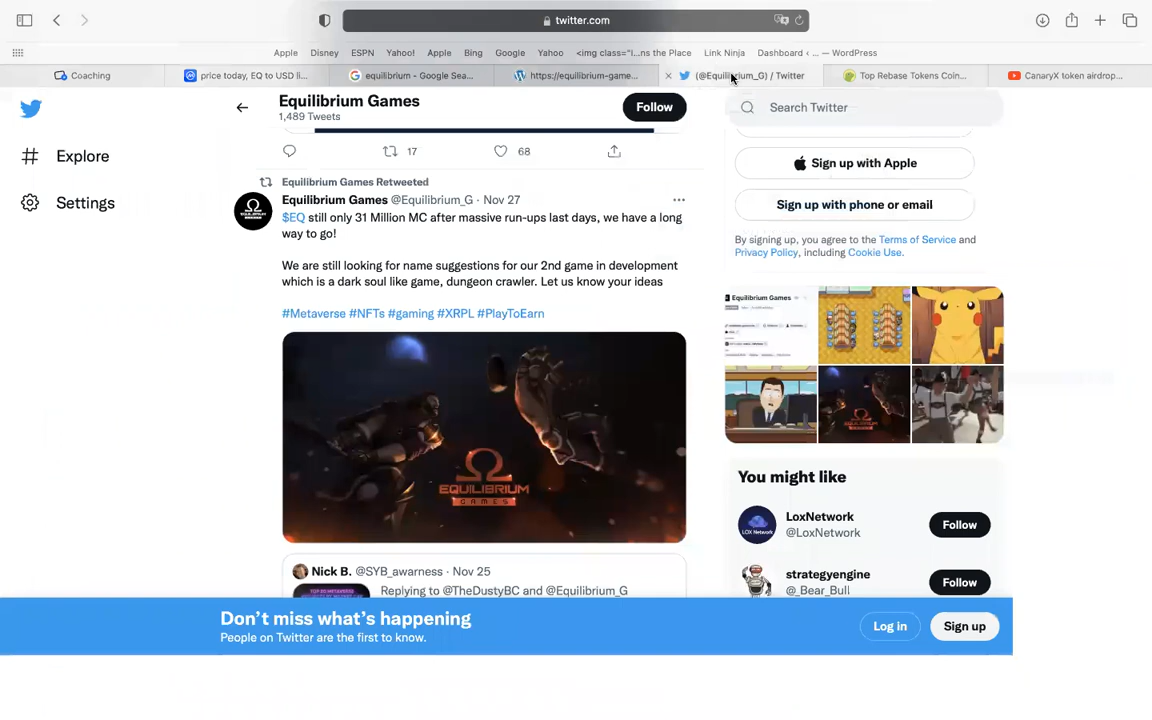 twitter.com
Apple Disney ESPN Yahoo! Apple Bing Google Yahoo <img class="i...ns the Place Link Ninja Dashboard ‹ ... — WordPress
Coaching
price today, EQ to USD li...
equilibrium - Google Sea...
https://equilibrium-game...
(@Equilibrium_G) / Twitter
Top Rebase Tokens Coin...
CanaryX token airdrop...
Equilibrium Games
1,489 Tweets
Follow
Search Twitter
Explore
Settings
17
68
Equilibrium Games Retweeted
Equilibrium Games @Equilibrium_G · Nov 27
$EQ still only 31 Million MC after massive run-ups last days, we have a long
way to go!
We are still looking for name suggestions for our 2nd game in development
which is a dark soul like game, dungeon crawler. Let us know your ideas
#Metaverse #NFTs #gaming #XRPL #PlayToEarn
EQUILIBRIUM
GAMES
Nick B. @SYB_awarness · Nov 25
Replying to @TheDustyBC and @Equilibrium_G
Sign up with Apple
Sign up with phone or email
By signing up, you agree to the Terms of Service and
Privacy Policy, including Cookie Use.
Equilibrium Games
You might like
LoxNetwork
@LoxNetwork
Follow
strategyengine
@_Bear_Bull
Follow
Don't miss what's happening
People on Twitter are the first to know.
Log in
Sign up